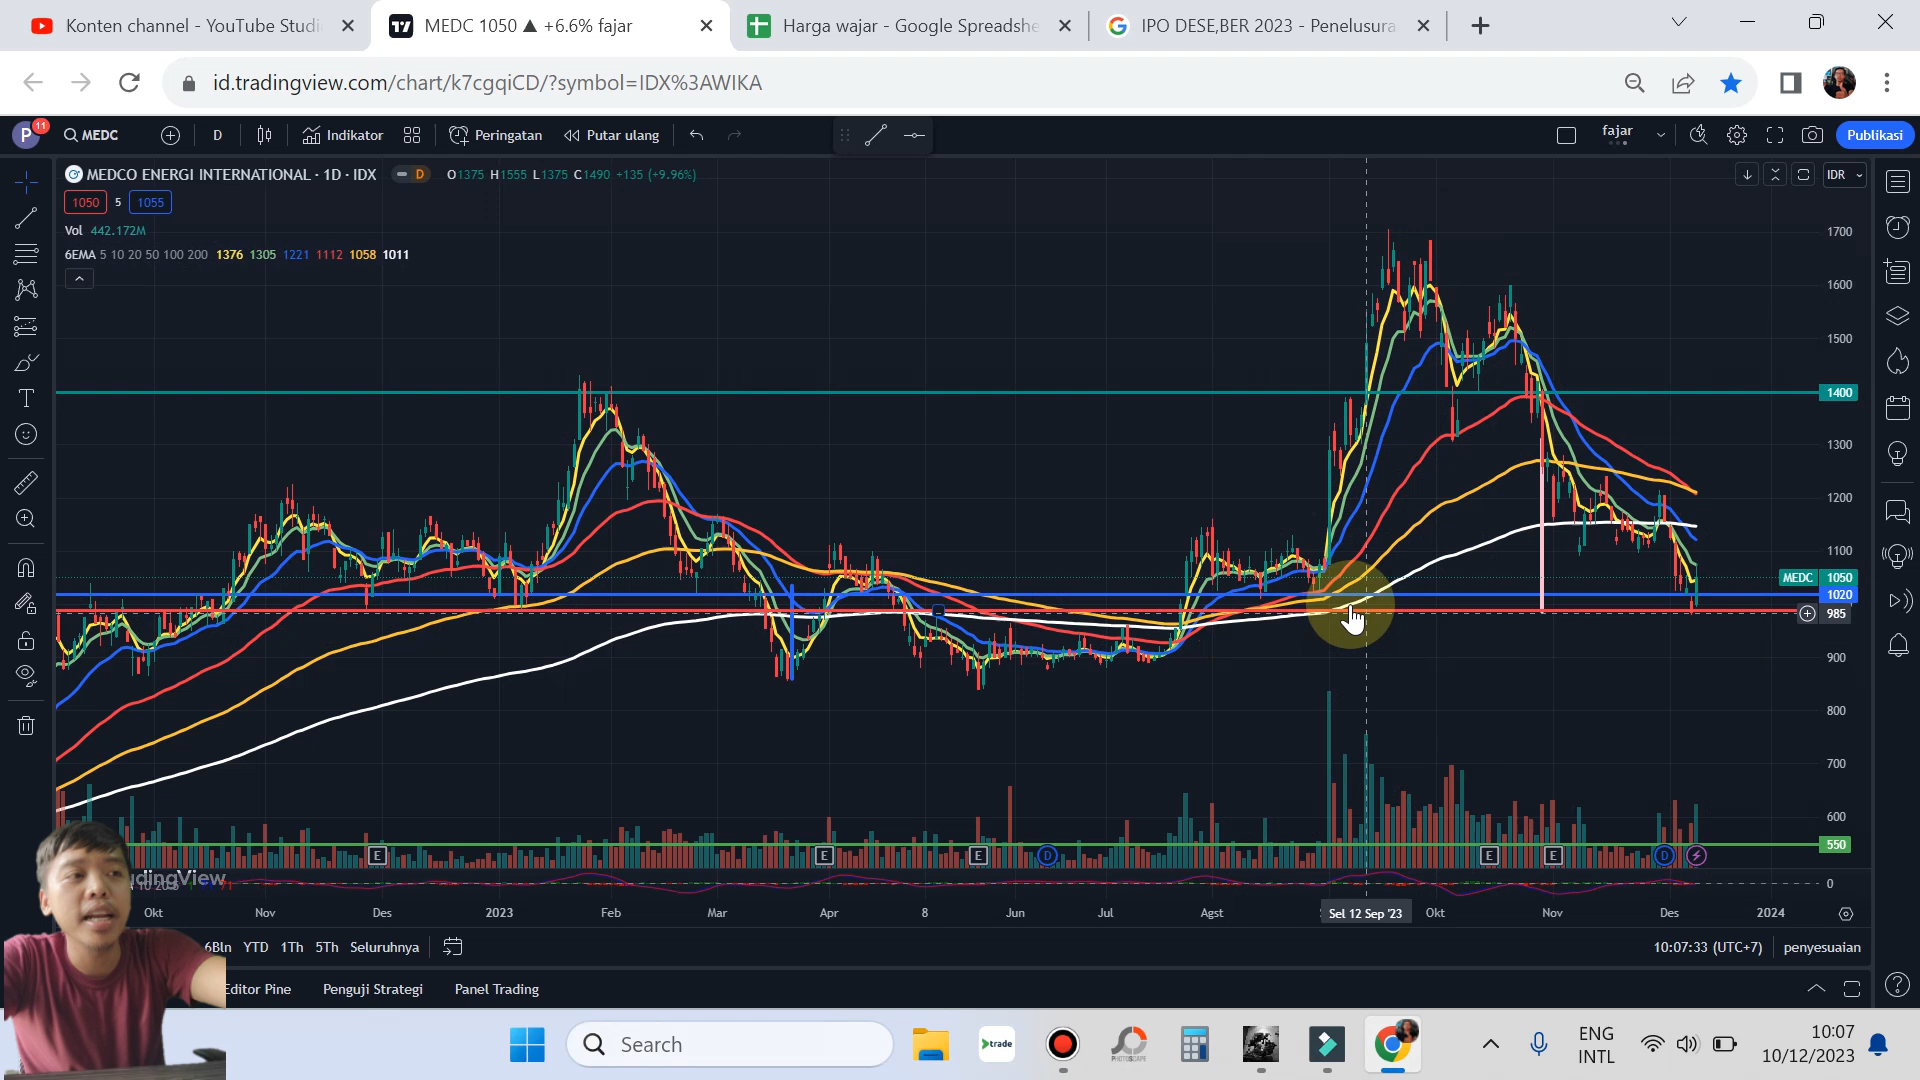 Konten channel - YouTube Studi
MEDC 1050 ▲ +6.6% fajar
Harga wajar - Google Spreadshe
IPO DESE,BER 2023 - Penelusura
id.tradingview.com/chart/k7cgqiCD/?symbol=IDX%3AWIKA
P 11
MEDC
D
Indikator
Peringatan
Putar ulang
fajar
Publikasi
MEDCO ENERGI INTERNATIONAL · 1D · IDX
D
O1375 H1555 L1375 C1490 +135 (+9.96%)
IDR
1050 5 1055
Vol 442.172M
6EMA 5 10 20 50 100 200 1376 1305 1221 1112 1058 1011
1700
1600
1500
1400
1300
1200
1100
MEDC 1050
1020
985
900
800
700
600
550
E
E
E
D
E
E
D
dingView
0
Okt
Nov
Des
2023
Feb
Mar
Apr
8
Jun
Jul
Agst
Sel 12 Sep '23
Okt
Nov
Des
2024
6Bln YTD 1Th 5Th Seluruhnya
10:07:33 (UTC+7)
penyesuaian
Editor Pine
Penguji Strategi
Panel Trading
Search
trade
PHOTOSCAPE
ENG
INTL
10:07
10/12/2023